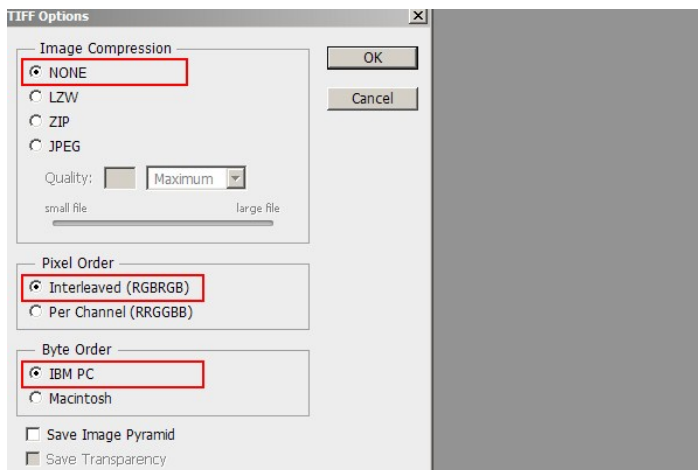 TIFF Options
Image Compression
NONE
LZW
ZIP
JPEG
Quality: Maximum
small file large file
OK
Cancel
Pixel Order
Interleaved (RGBRGB)
Per Channel (RRGGBB)
Byte Order
IBM PC
Macintosh
Save Image Pyramid
Save Transparency